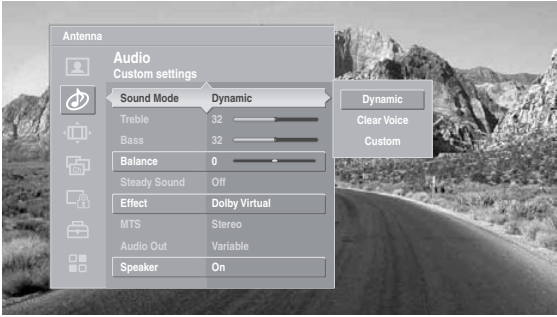 Antenna
Audio
Custom settings
Sound Mode Dynamic
Treble 32
Bass 32
Balance 0
Steady Sound Off
Effect Dolby Virtual
MTS Stereo
Audio Out Variable
Speaker On
Dynamic
Clear Voice
Custom
Ch